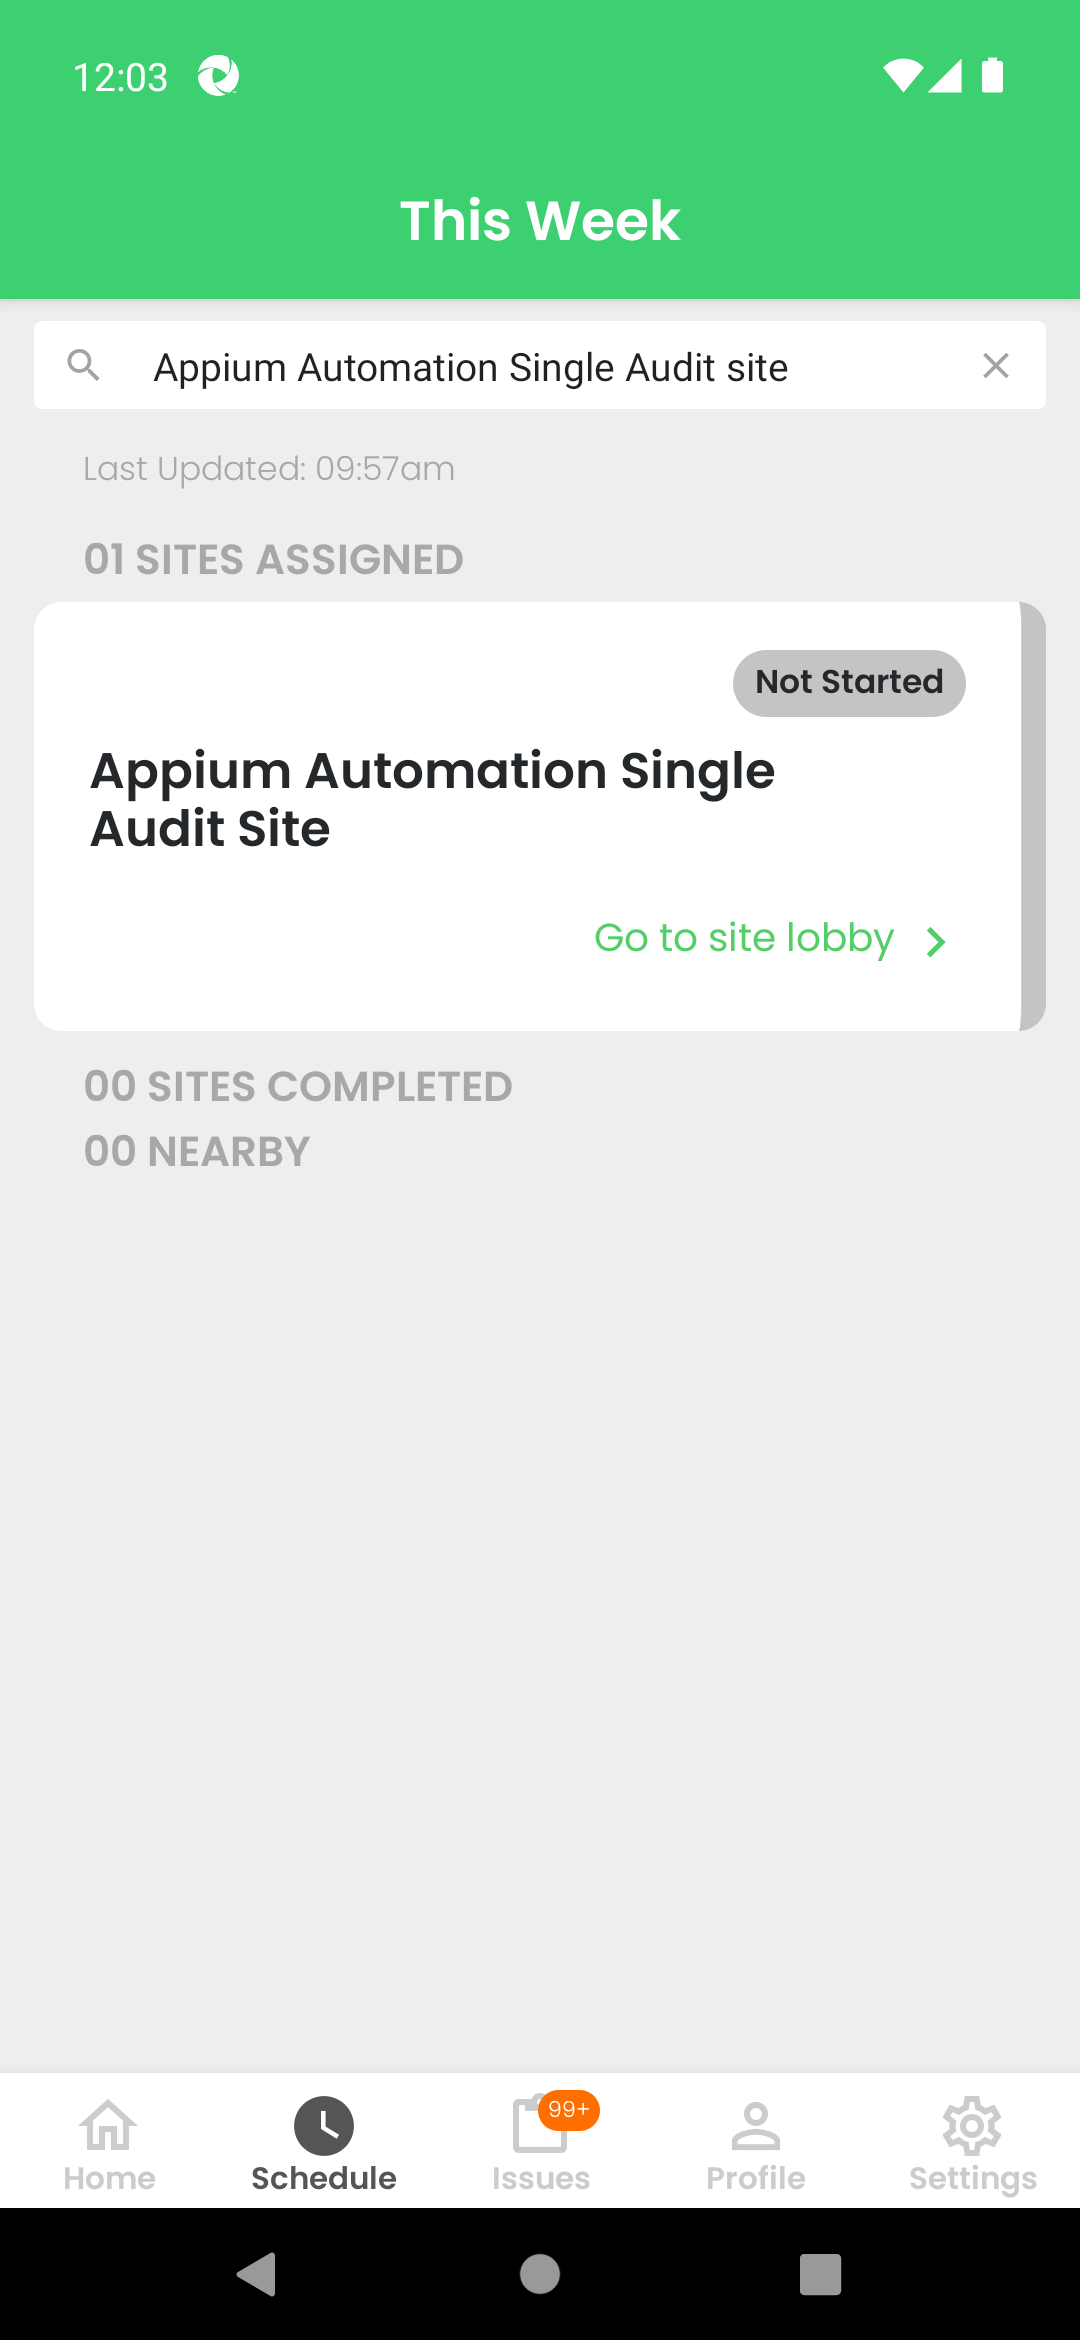 12:03
This Week
Appium Automation Single Audit site
Last Updated: 09:57am
01 SITES ASSIGNED
Not Started
Appium Automation Single
Audit Site
Go to site lobby
00 SITES COMPLETED
00 NEARBY
99+
Home
Schedule
Issues
Profile
Settings